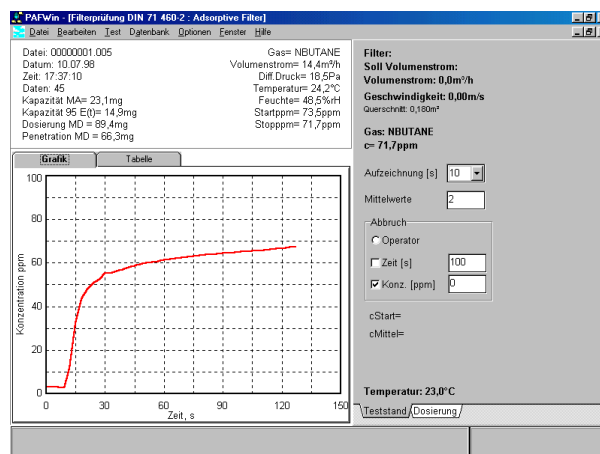 PAFWin - [Filterprüfung DIN 71 460-2 : Adsorptive Filter]
Datei Bearbeiten Test Datenbank Optionen Fenster Hilfe
Datei: 00000001.005
Datum: 10.07.98
Zeit: 17:37:10
Daten: 45
Kapazität MA= 23,1mg
Kapazität 95 E(t)= 14,9mg
Dosierung MD = 89,4mg
Penetration MD = 66,3mg
Gas= NBUTANE
Volumenstrom= 14,4m³/h
Diff.Druck= 18,5Pa
Temperatur= 24,2°C
Feuchte= 48,5%rH
Startppm= 73,5ppm
Stopppm= 71,7ppm
Grafik Tabelle
Konzentration ppm
100
80
60
40
20
0
0 30 60 90 120 150
Zeit, s
Filter:
Soll Volumenstrom:
Volumenstrom: 0,0m³/h
Geschwindigkeit: 0,00m/s
Querschnitt: 0,180m²
Gas: NBUTANE
c= 71,7ppm
Aufzeichnung [s] 10
Mittelwerte 2
Abbruch
Operator
Zeit [s] 100
Konz. [ppm] 0
cStart=
cMittel=
Temperatur: 23,0°C
Teststand Dosierung